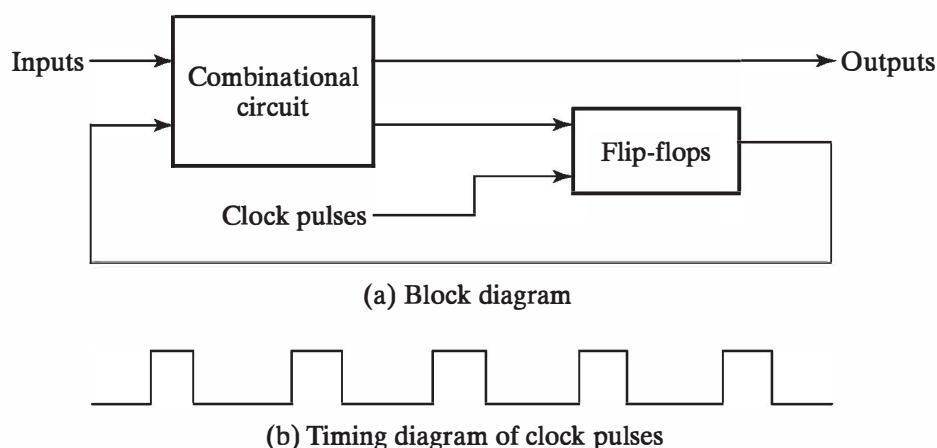 Inputs
Combinational
circuit
Outputs
Flip-flops
Clock pulses
(a) Block diagram
(b) Timing diagram of clock pulses